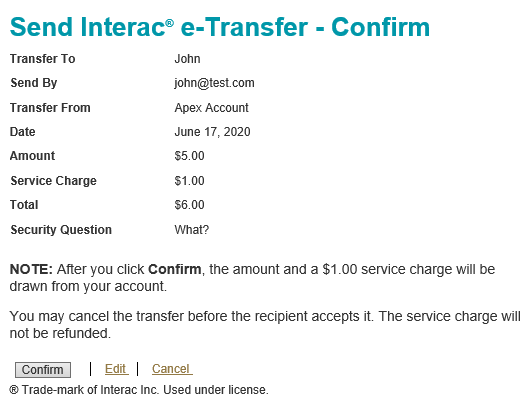 Send Interac® e-Transfer - Confirm
Transfer To John
Send By john@test.com
Transfer From Apex Account
Date June 17, 2020
Amount $5.00
Service Charge $1.00
Total $6.00
Security Question What?
NOTE: After you click Confirm, the amount and a $1.00 service charge will be
drawn from your account.
You may cancel the transfer before the recipient accepts it. The service charge will
not be refunded.
Confirm | Edit | Cancel
® Trade-mark of Interac Inc. Used under license.